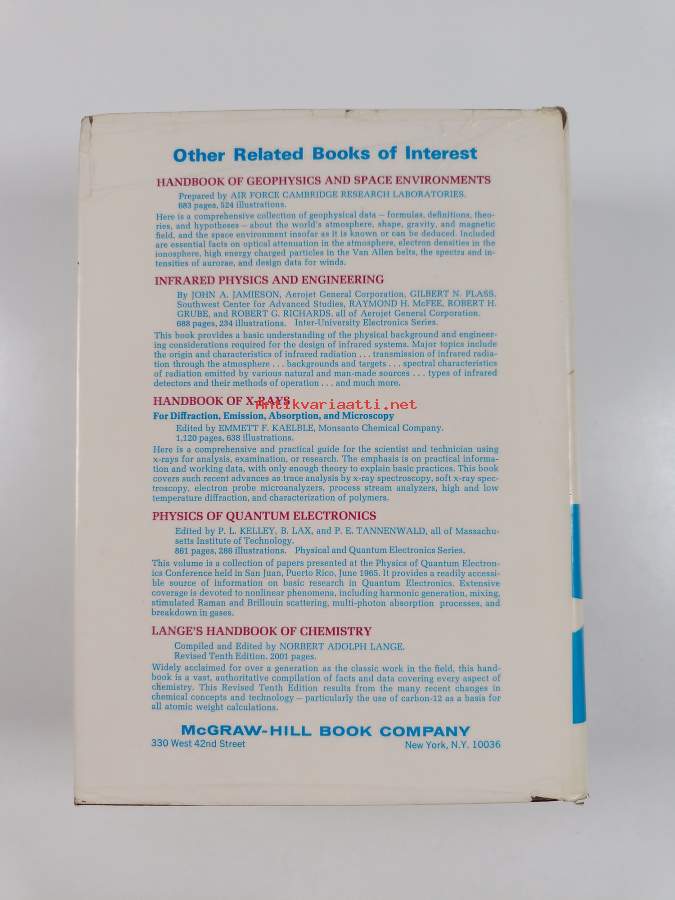 Other Related Books of Interest
HANDBOOK OF GEOPHYSICS AND SPACE ENVIRONMENTS
Prepared by AIR FORCE CAMBRIDGE RESEARCH LABORATORIES.
683 pages, 524 illustrations.
Here is a comprehensive collection of geophysical data – formulas, definitions, theo-
ries, and hypotheses – about the world's atmosphere, shape, gravity, and magnetic
field, and the space environment insofar as it is known or can be deduced. Included
are essential facts on optical attenuation in the atmosphere, electron densities in the
ionosphere, high energy charged particles in the Van Allen belts, the spectra and in-
tensities of aurorae, and design data for winds.
INFRARED PHYSICS AND ENGINEERING
By JOHN A. JAMIESON, Aerojet General Corporation, GILBERT N. PLASS,
Southwest Center for Advanced Studies, RAYMOND H. McFEE, ROBERT H.
GRUBE, and ROBERT G. RICHARDS, all of Aerojet General Corporation.
688 pages, 234 illustrations. Inter-University Electronics Series.
This book provides a basic understanding of the physical background and engineer-
ing considerations required for the design of infrared systems. Major topics include
the origin and characteristics of infrared radiation . . . transmission of infrared radia-
tion through the atmosphere . . . backgrounds and targets . . . spectral characteristics
of radiation emitted by various natural and man-made sources . . . types of infrared
detectors and their methods of operation . . . and much more.
HANDBOOK OF X-RAYS
Antikvariaatti.net
For Diffraction, Emission, Absorption, and Microscopy
Edited by EMMETT F. KAELBLE, Monsanto Chemical Company.
1,120 pages, 638 illustrations.
Here is a comprehensive and practical guide for the scientist and technician using
x-rays for analysis, examination, or research. The emphasis is on practical informa-
tion and working data, with only enough theory to explain basic practices. This book
covers such recent advances as trace analysis by x-ray spectroscopy, soft x-ray spec-
troscopy, electron probe microanalyzers, process stream analyzers, high and low
temperature diffraction, and characterization of polymers.
PHYSICS OF QUANTUM ELECTRONICS
Edited by P. L. KELLEY, B. LAX, and P. E. TANNENWALD, all of Massachu-
setts Institute of Technology.
861 pages, 286 illustrations. Physical and Quantum Electronics Series.
This volume is a collection of papers presented at the Physics of Quantum Electron-
ics Conference held in San Juan, Puerto Rico, June 1965. It provides a readily accessi-
ble source of information on basic research in Quantum Electronics. Extensive
coverage is devoted to nonlinear phenomena, including harmonic generation, mixing,
stimulated Raman and Brillouin scattering, multi-photon absorption processes, and
breakdown in gases.
LANGE'S HANDBOOK OF CHEMISTRY
Compiled and Edited by NORBERT ADOLPH LANGE.
Revised Tenth Edition. 2001 pages.
Widely acclaimed for over a generation as the classic work in the field, this hand-
book is a vast, authoritative compilation of facts and data covering every aspect of
chemistry. This Revised Tenth Edition results from the many recent changes in
chemical concepts and technology – particularly the use of carbon-12 as a basis for
all atomic weight calculations.
McGRAW-HILL BOOK COMPANY
330 West 42nd Street New York, N.Y. 10036